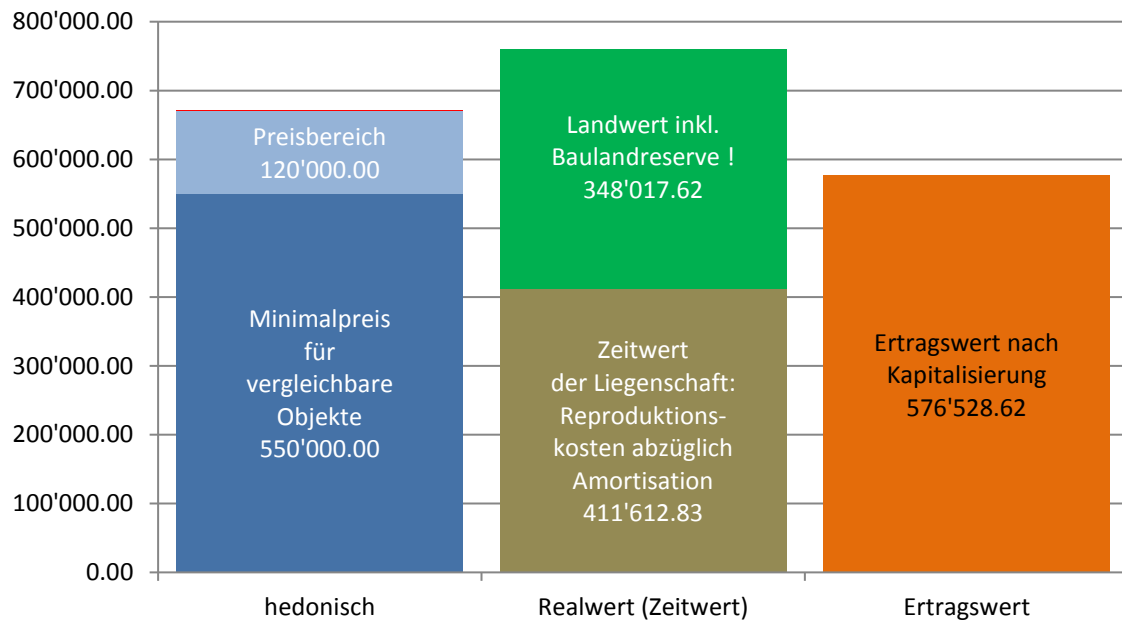 800'000.00
700'000.00
600'000.00
500'000.00
400'000.00
300'000.00
200'000.00
100'000.00
0.00
Preisbereich
120'000.00
Minimalpreis
für
vergleichbare
Objekte
550'000.00
Landwert inkl.
Baulandreserve !
348'017.62
Zeitwert
der Liegenschaft:
Reproduktions-
kosten abzüglich
Amortisation
411'612.83
Ertragswert nach
Kapitalisierung
576'528.62
hedonisch
Realwert (Zeitwert)
Ertragswert